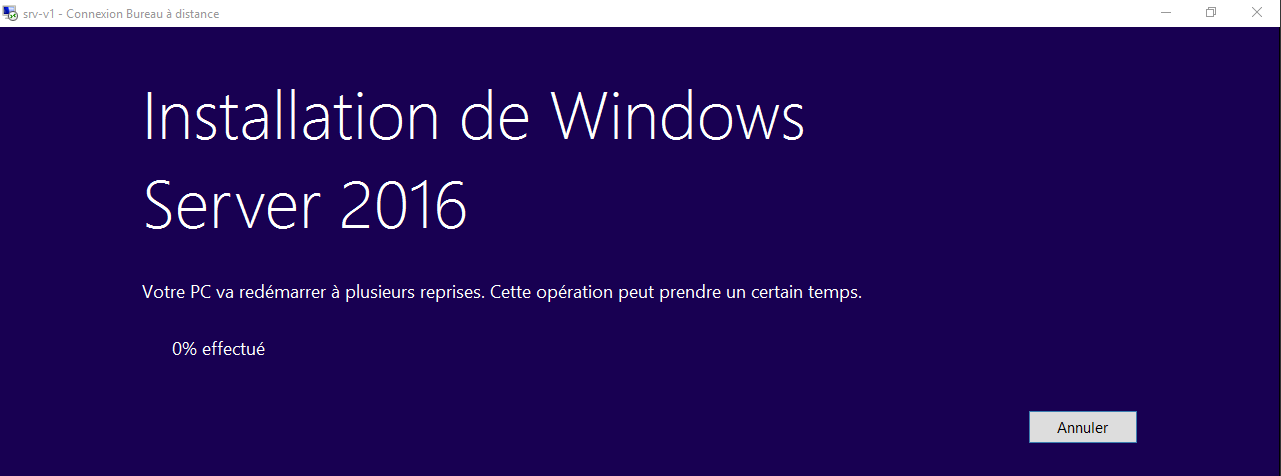 srv-v1 - Connexion Bureau à distance
Installation de Windows
Server 2016
Votre PC va redémarrer à plusieurs reprises. Cette opération peut prendre un certain temps.
0% effectué
Annuler